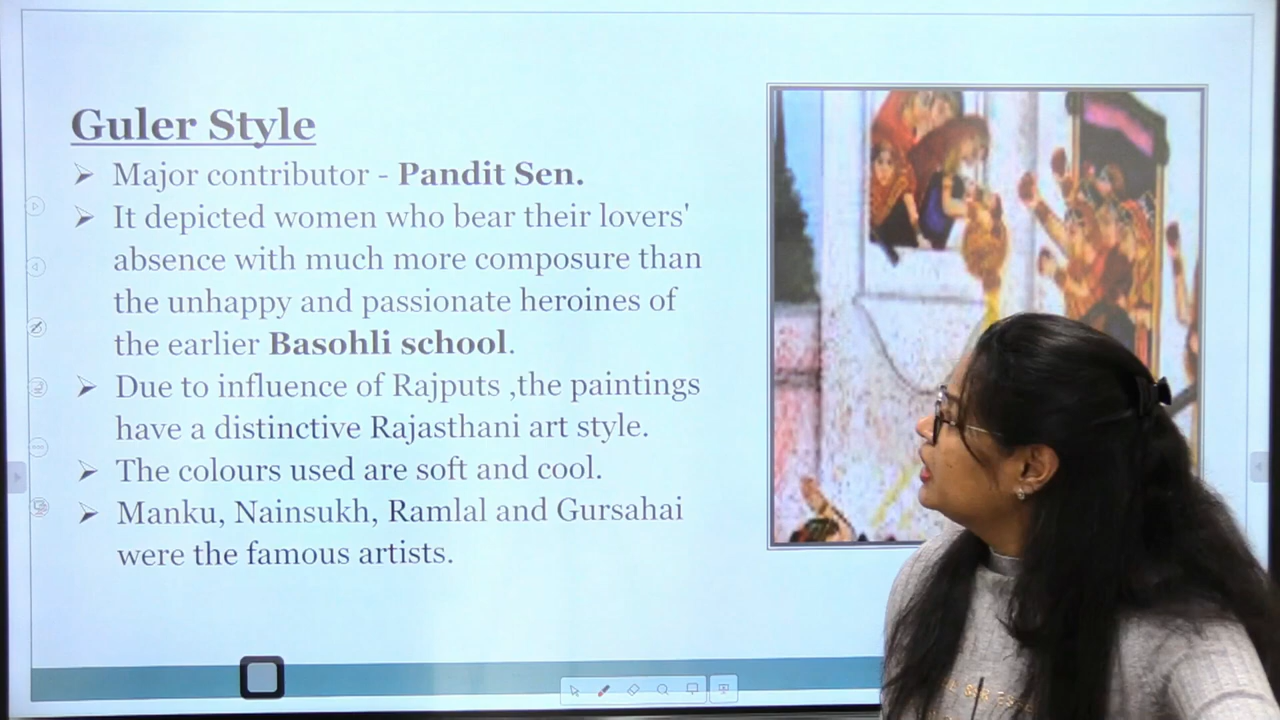 Guler Style
➢ Major contributor - Pandit Sen.
➢ It depicted women who bear their lovers'
absence with much more composure than
the unhappy and passionate heroines of
the earlier Basohli school.
➢ Due to influence of Rajputs ,the paintings
have a distinctive Rajasthani art style.
➢ The colours used are soft and cool.
➢ Manku, Nainsukh, Ramlal and Gursahai
were the famous artists.